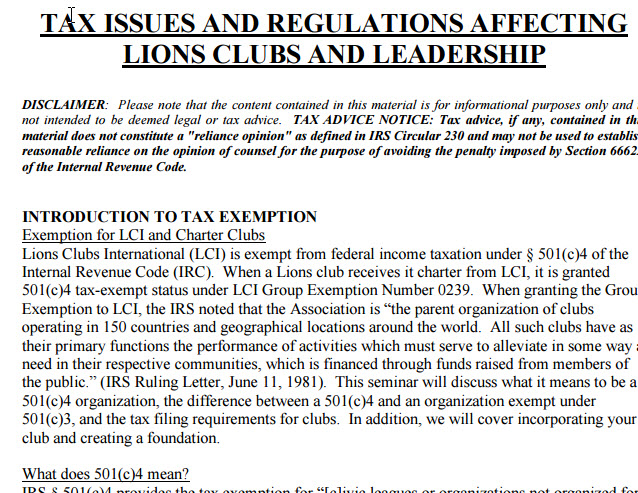 TAX ISSUES AND REGULATIONS AFFECTING
LIONS CLUBS AND LEADERSHIP
DISCLAIMER: Please note that the content contained in this material is for informational purposes only and
not intended to be deemed legal or tax advice. TAX ADVICE NOTICE: Tax advice, if any, contained in
material does not constitute a "reliance opinion" as defined in IRS Circular 230 and may not be used to
reasonable reliance on the opinion of counsel for the purpose of avoiding the penalty imposed by Section 6662
of the Internal Revenue Code.
INTRODUCTION TO TAX EXEMPTION
Exemption for LCI and Charter Clubs
Lions Clubs International (LCI) is exempt from federal income taxation under § 501(c)4 of the
Internal Revenue Code (IRC). When a Lions club receives it charter from LCI, it is granted
501(c)4 tax-exempt status under LCI Group Exemption Number 0239. When granting the Grou
Exemption to LCI, the IRS noted that the Association is “the parent organization of clubs
operating in 150 countries and geographical locations around the world. All such clubs have as
their primary functions the performance of activities which must serve to alleviate in some way a
need in their respective communities, which is financed through funds raised from members of
the public.” (IRS Ruling Letter, June 11, 1981). This seminar will discuss what it means to be a
501(c)4 organization, the difference between a 501(c)4 and an organization exempt under
501(c)3, and the tax filing requirements for clubs. In addition, we will cover incorporating your
club and creating a foundation.
What does 501(c)4 mean?
IRS § 501(c)4 provides the tax exemption for “[c]ivic leagues or organizations not organized for